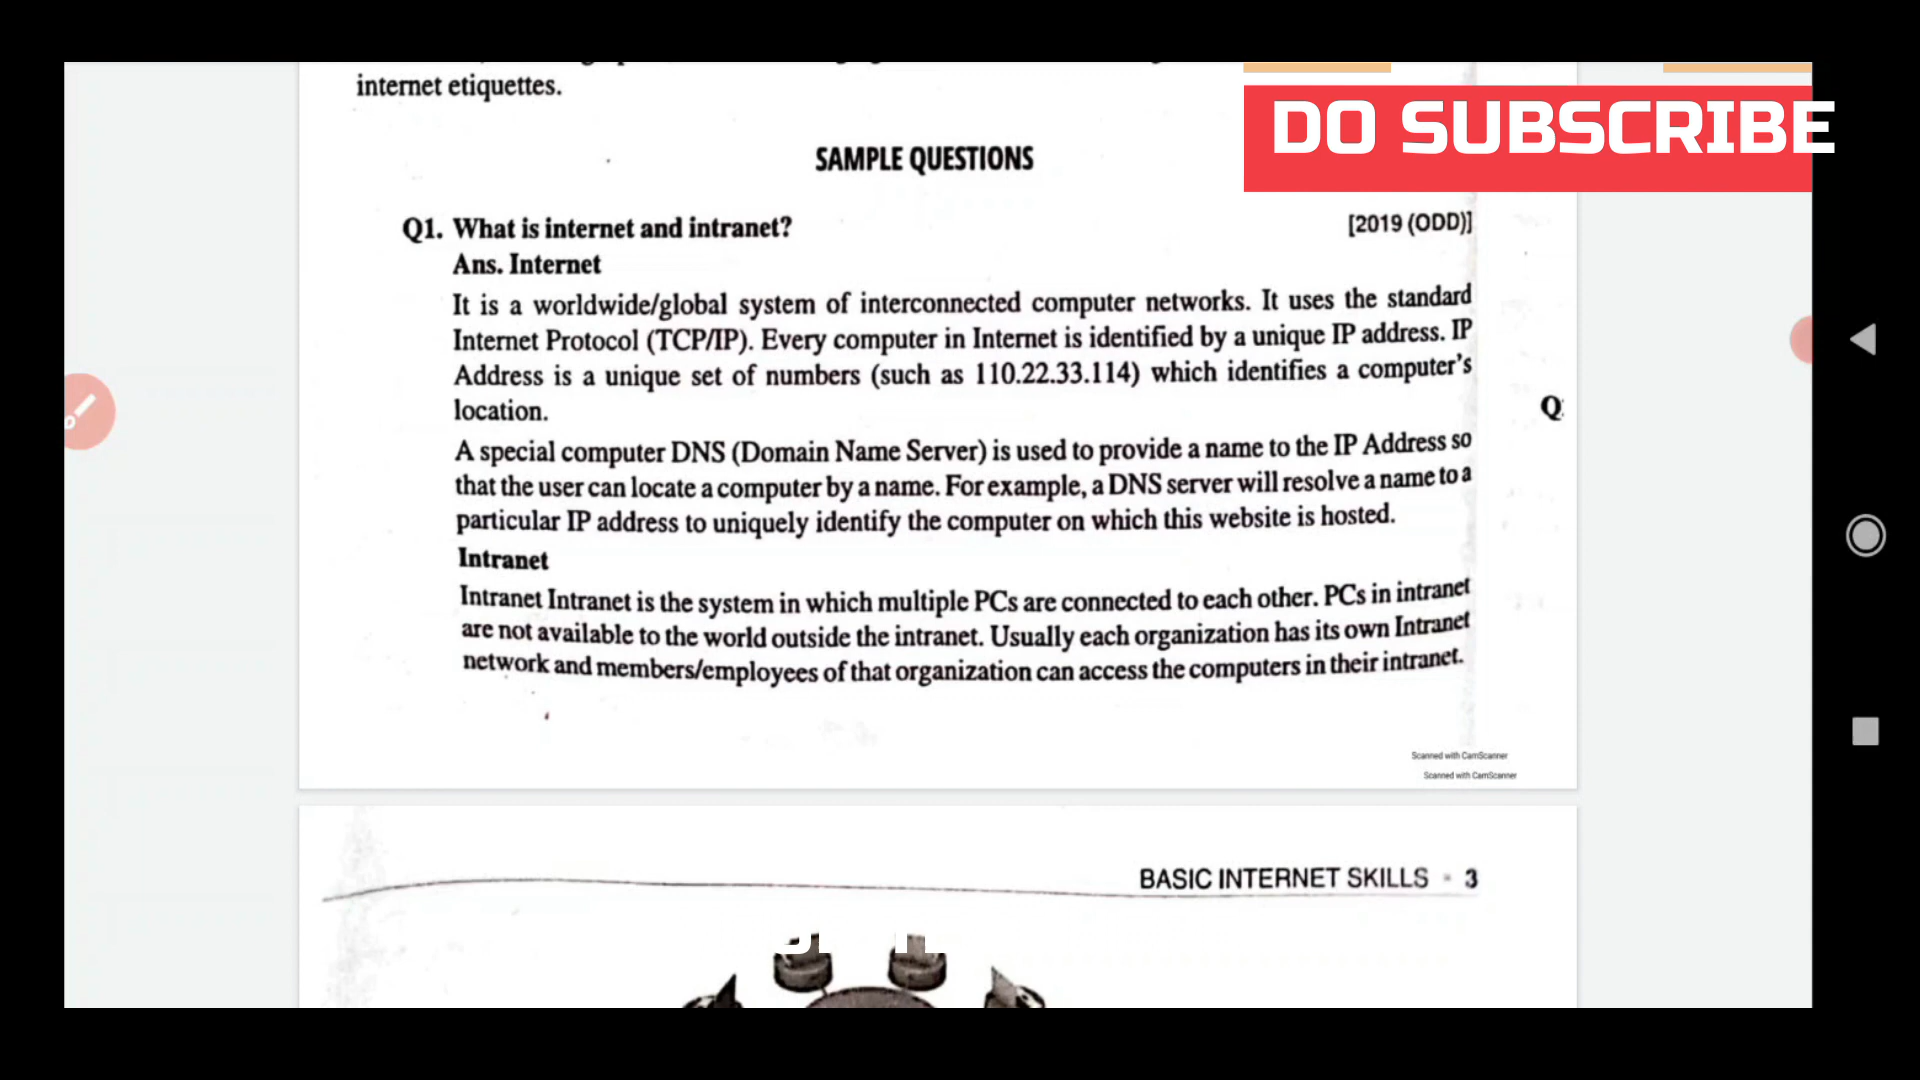 internet etiquettes.
DO SUBSCRIBE
SAMPLE QUESTIONS
Q1. What is internet and intranet? [2019 (ODD)]
Ans. Internet
It is a worldwide/global system of interconnected computer networks. It uses the standard
Internet Protocol (TCP/IP). Every computer in Internet is identified by a unique IP address. IP
Address is a unique set of numbers (such as 110.22.33.114) which identifies a computer's
location.
Q
A special computer DNS (Domain Name Server) is used to provide a name to the IP Address so
that the user can locate a computer by a name. For example, a DNS server will resolve a name to a
particular IP address to uniquely identify the computer on which this website is hosted.
Intranet
Intranet Intranet is the system in which multiple PCs are connected to each other. PCs in intranet
are not available to the world outside the intranet. Usually each organization has its own Intranet
network and members/employees of that organization can access the computers in their intranet.
Scanned with CamScanner
Scanned with CamScanner
BASIC INTERNET SKILLS 3